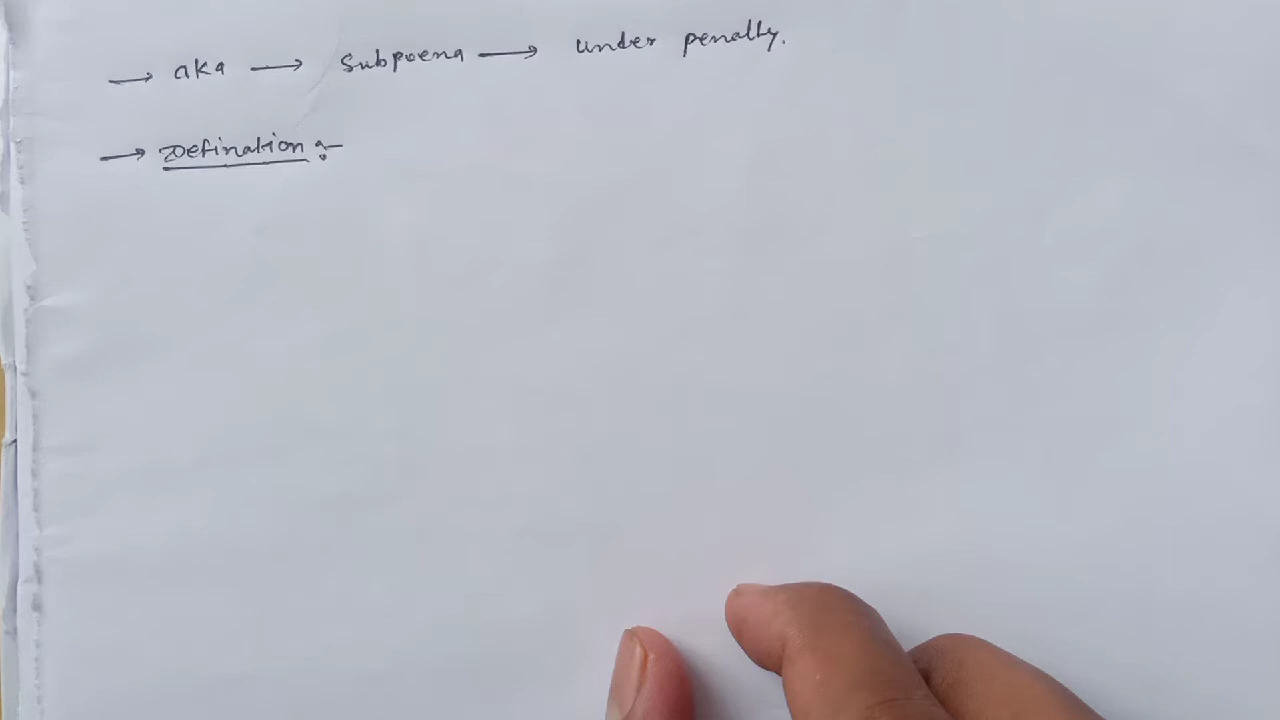 → aka → Subpoena → under penalty.
→ Defination :-